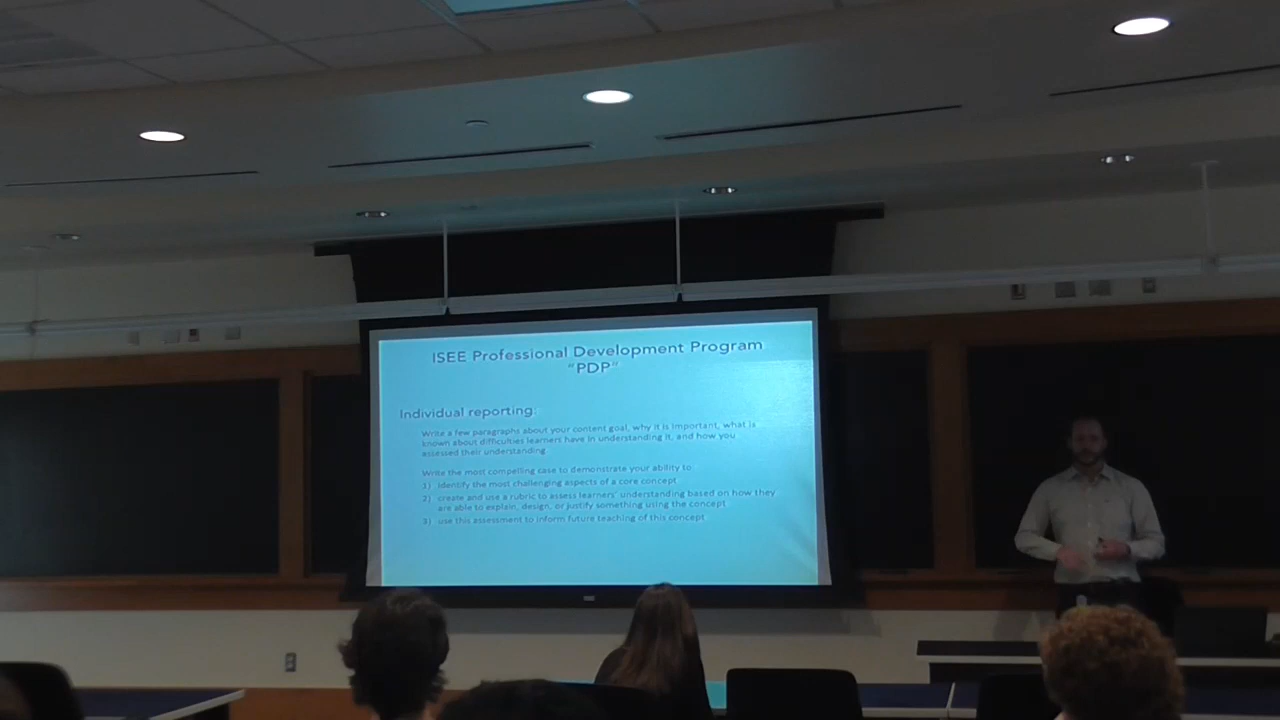 ISEE Professional Development Program
"PDP"
Individual reporting:
Write a few paragraphs about your content goal, why it is important, what is
known about difficulties learners have in understanding it, and how you
assessed their understanding.
Write the most compelling case to demonstrate your ability to:
1) identify the most challenging aspects of a core concept
2) create and use a rubric to assess learners' understanding based on how they
are able to explain, design, or justify something using the concept
3) use this assessment to inform future teaching of this concept